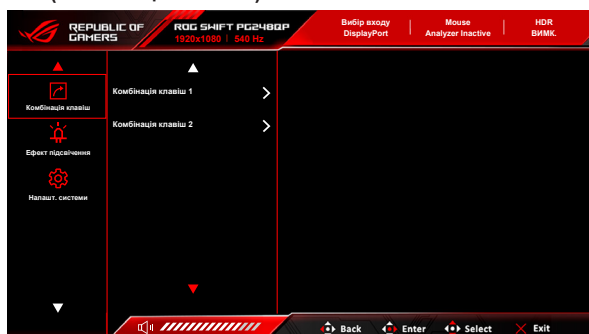 REPUBLIC OF
GAMERS
ROG SHIFT PG248QP
1920x1080 | 540 Hz
Вибір входу
DisplayPort
Mouse
Analyzer Inactive
HDR
ВИМК.
Комбінація клавіш
Ефект підсвічення
Налашт. системи
Комбінація клавіш 1
Комбінація клавіш 2
Back
Enter
Select
Exit